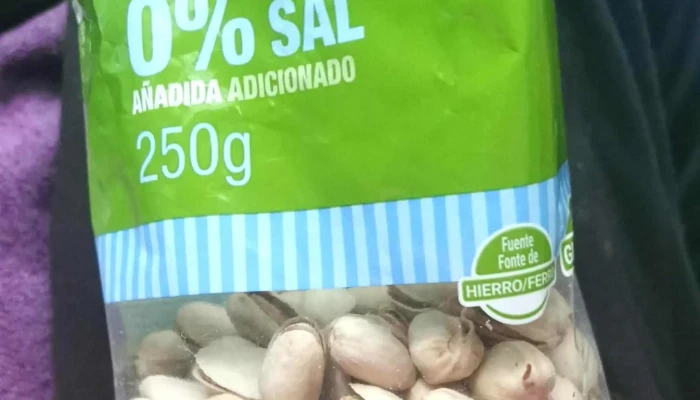 0% SAL
AÑADIDA ADICIONADO
250g
Fuente
Fonte de
HIERRO/FERRO